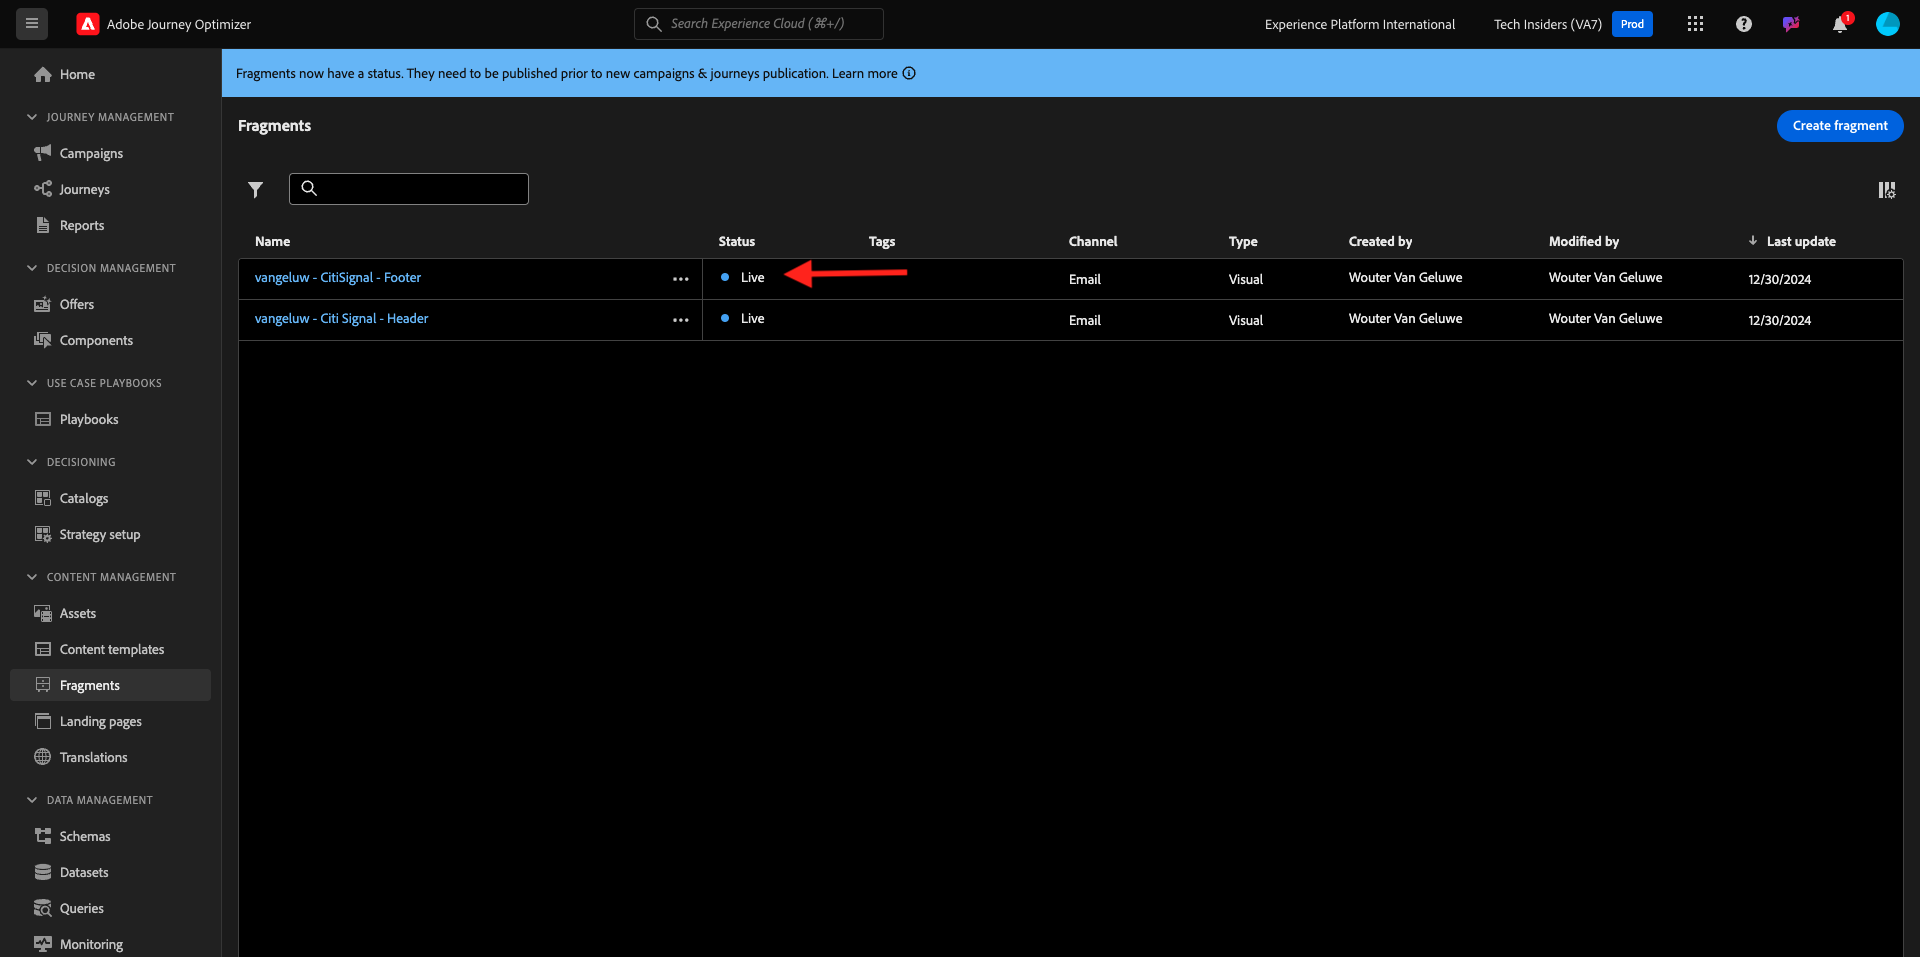 Adobe Journey Optimizer
Search Experience Cloud (⌘+/)
Experience Platform International
Tech Insiders (VA7)
Prod
1
Home
JOURNEY MANAGEMENT
Campaigns
Journeys
Reports
DECISION MANAGEMENT
Offers
Components
USE CASE PLAYBOOKS
Playbooks
DECISIONING
Catalogs
Strategy setup
CONTENT MANAGEMENT
Assets
Content templates
Fragments
Landing pages
Translations
DATA MANAGEMENT
Schemas
Datasets
Queries
Monitoring
Fragments now have a status. They need to be published prior to new campaigns & journeys publication. Learn more
Fragments
Create fragment
Name Status Tags Channel Type Created by Modified by Last update
vangeluw - CitiSignal - Footer Live Email Visual Wouter Van Geluwe Wouter Van Geluwe 12/30/2024
vangeluw - Citi Signal - Header Live Email Visual Wouter Van Geluwe Wouter Van Geluwe 12/30/2024